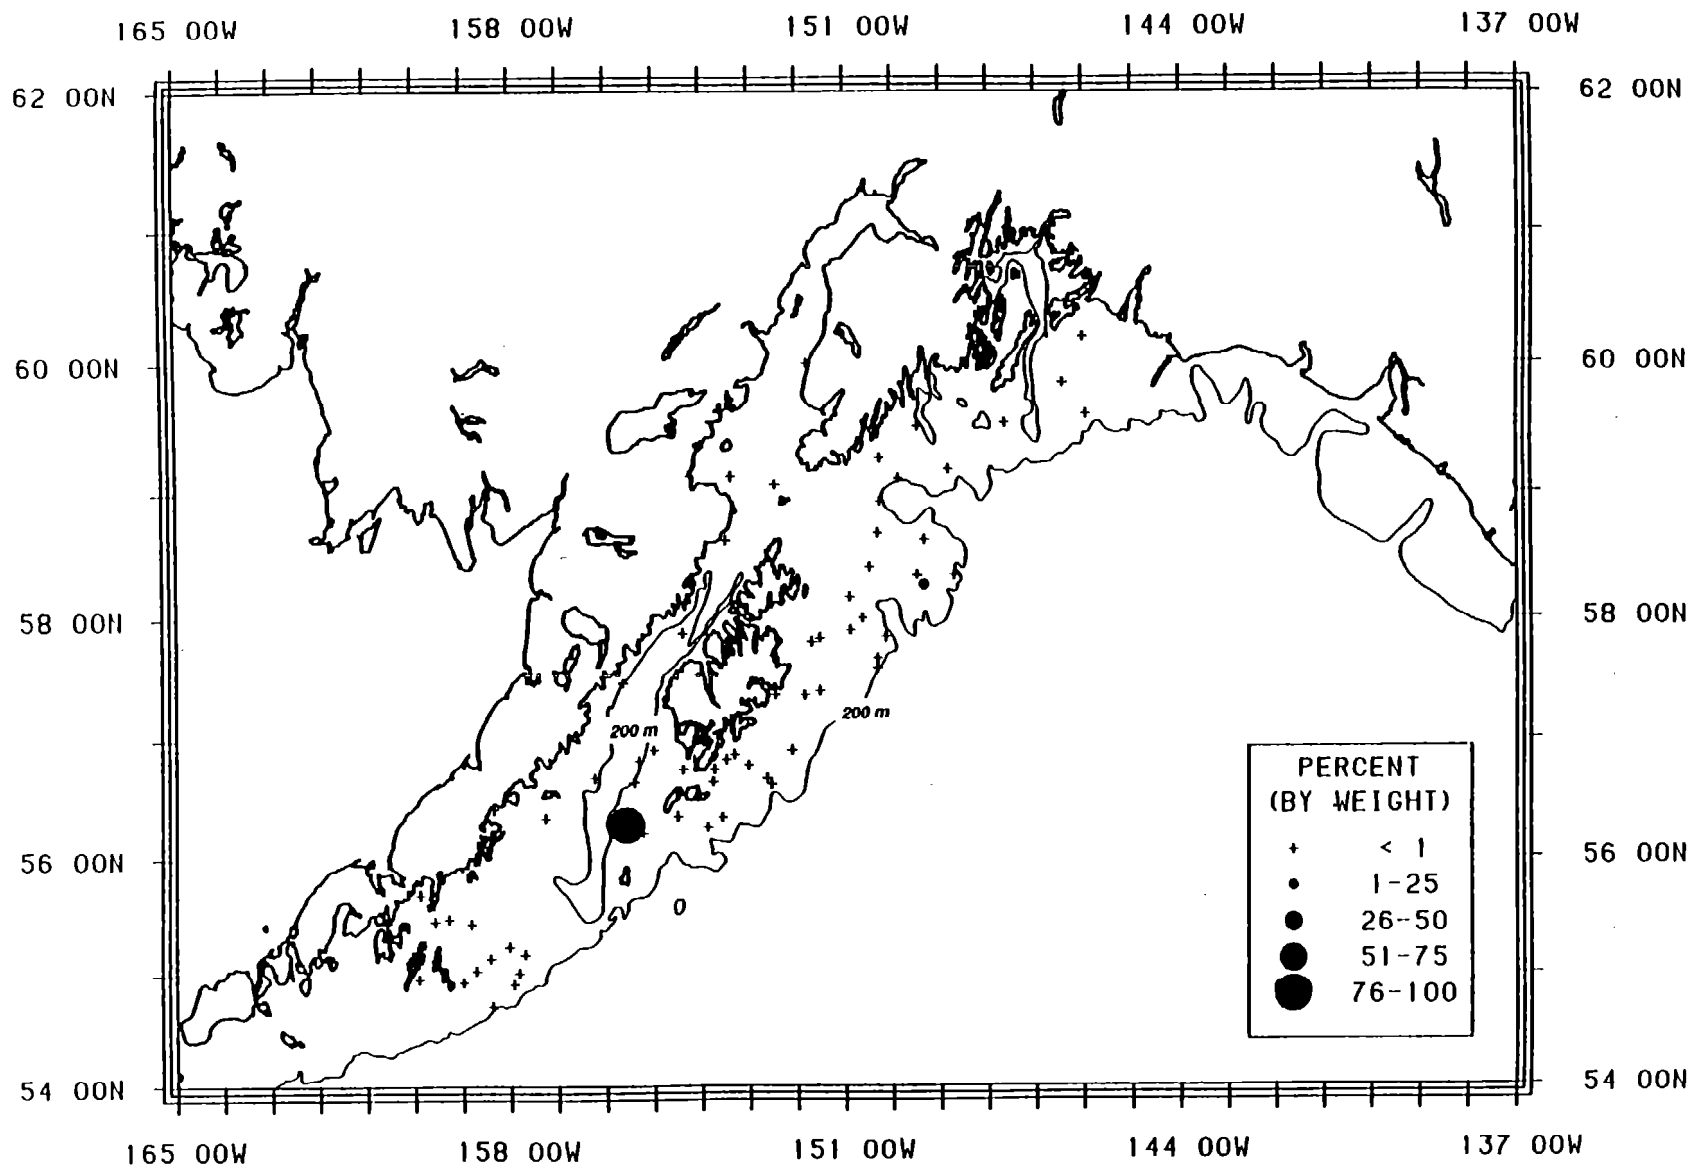 165 00W 158 00W 151 00W 144 00W 137 00W
62 00N 62 00N
60 00N 60 00N
58 00N 58 00N
200 m 200 m
PERCENT
(BY WEIGHT)
+ < 1
1-25
26-50
51-75
76-100
56 00N 56 00N
54 00N 54 00N
165 00W 158 00W 151 00W 144 00W 137 00W